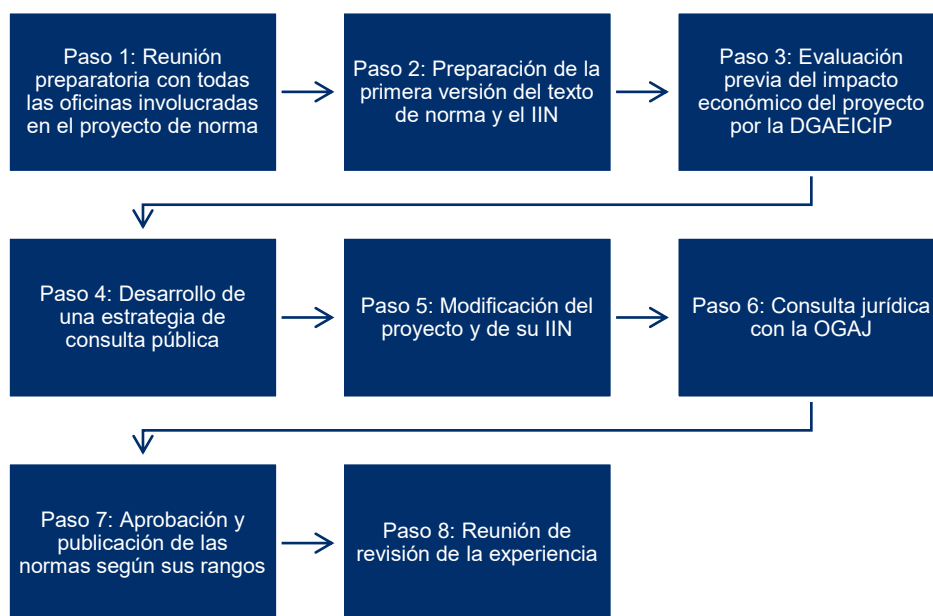 Paso 1: Reunión
preparatoria con todas
las oficinas involucradas
en el proyecto de norma
Paso 2: Preparación de la
primera versión del texto
de norma y el IIN
Paso 3: Evaluación
previa del impacto
económico del proyecto
por la DGAEICIP
Paso 4: Desarrollo de
una estrategia de
consulta pública
Paso 5: Modificación del
proyecto y de su IIN
Paso 6: Consulta jurídica
con la OGAJ
Paso 7: Aprobación y
publicación de las
normas según sus rangos
Paso 8: Reunión de
revisión de la experiencia